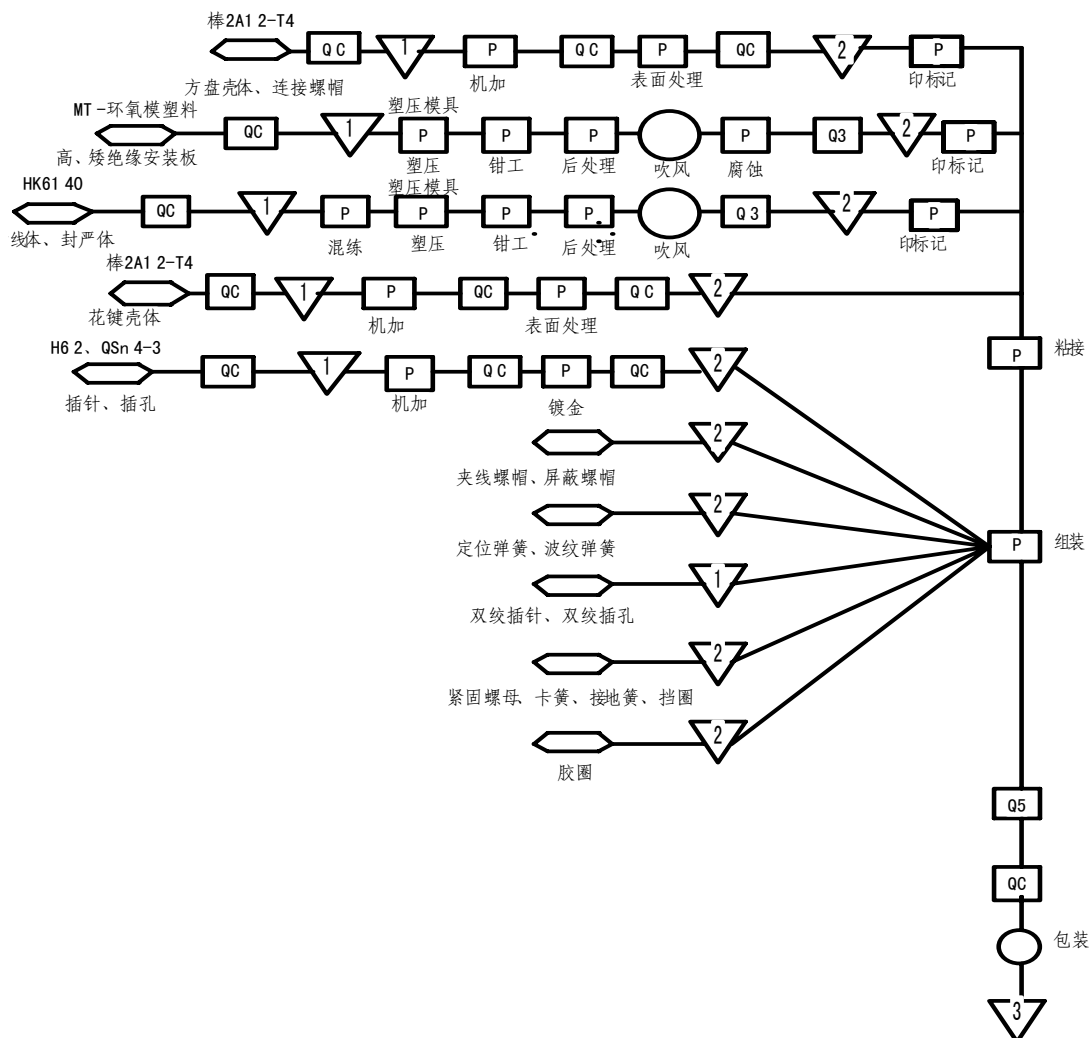 棒2A12-T4
QC 1 P QC P QC 2 P
方盘壳体、连接螺帽 机加 表面处理 印标记
MT-环氧模塑料 塑压模具
QC 1 P P P P Q3 2 P
高、矮绝缘安装板 塑压 钳工 后处理 吹风 腐蚀 印标记
HK6140 塑压模具
QC 1 P P P P Q3 2 P
线体、封严体 混练 塑压 钳工 后处理 吹风 印标记
棒2A12-T4
QC 1 P QC P QC 2
花键壳体 机加 表面处理
P 粘接
H62、QSn4-3
QC 1 P QC P QC 2
插针、插孔 机加 镀金
2
夹线螺帽、屏蔽螺帽
2
定位弹簧、波纹弹簧
P 组装
1
双绞插针、双绞插孔
2
紧固螺母、卡簧、接地簧、挡圈
2
胶圈
Q5
QC
包装
3